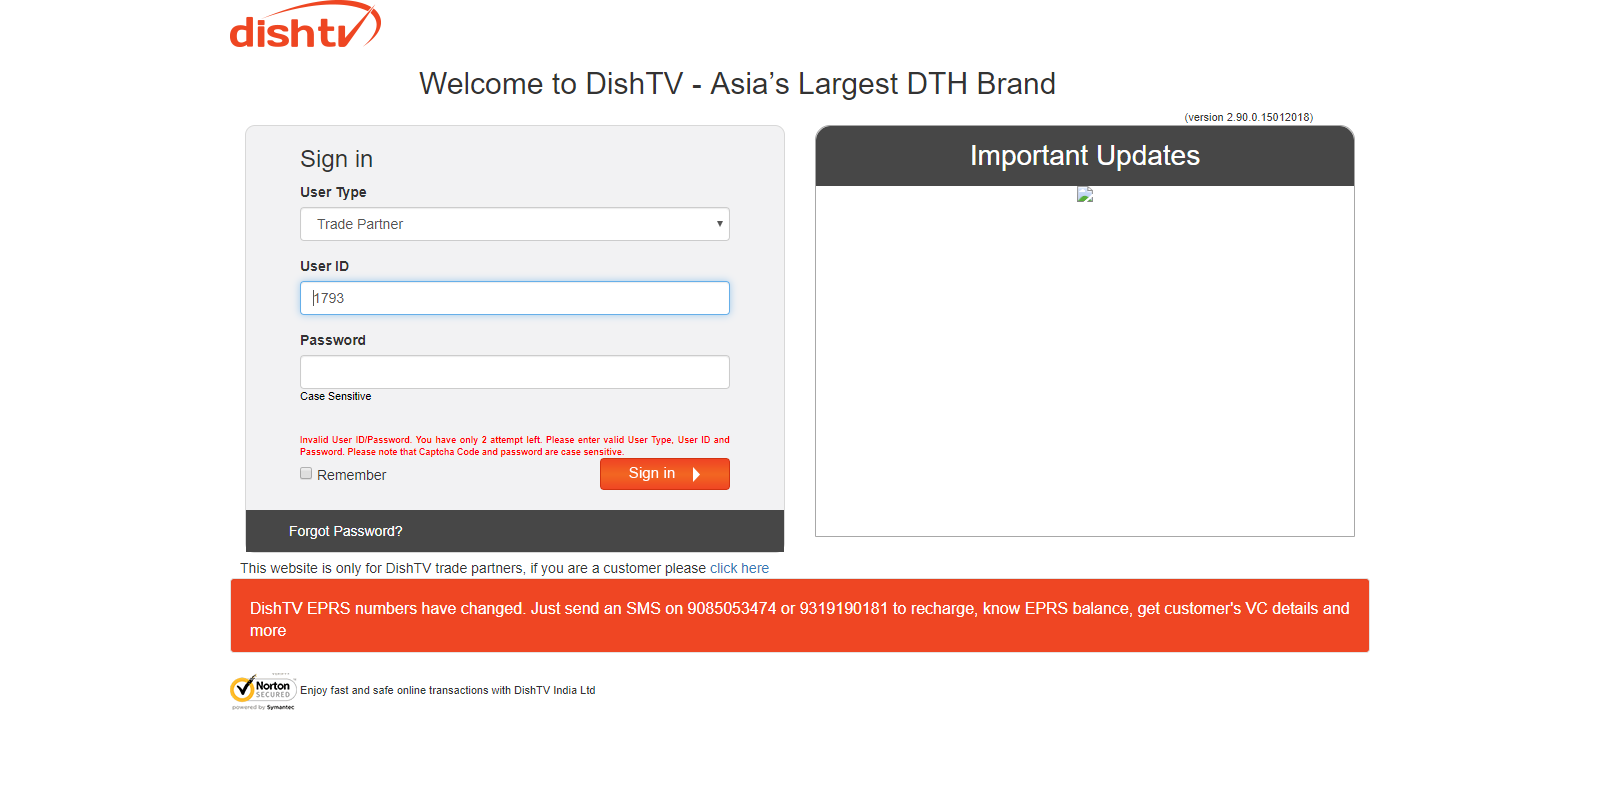 dishtv
Welcome to DishTV - Asia’s Largest DTH Brand
(version 2.90.0.15012018)
Sign in
User Type
Trade Partner
User ID
1793
Password
Case Sensitive
Invalid User ID/Password. You have only 2 attempt left. Please enter valid User Type, User ID and
Password. Please note that Captcha Code and password are case sensitive.
Remember
Sign in
Forgot Password?
Important Updates
This website is only for DishTV trade partners, if you are a customer please click here
DishTV EPRS numbers have changed. Just send an SMS on 9085053474 or 9319190181 to recharge, know EPRS balance, get customer's VC details and
more
Norton
SECURED
powered by Symantec
Enjoy fast and safe online transactions with DishTV India Ltd